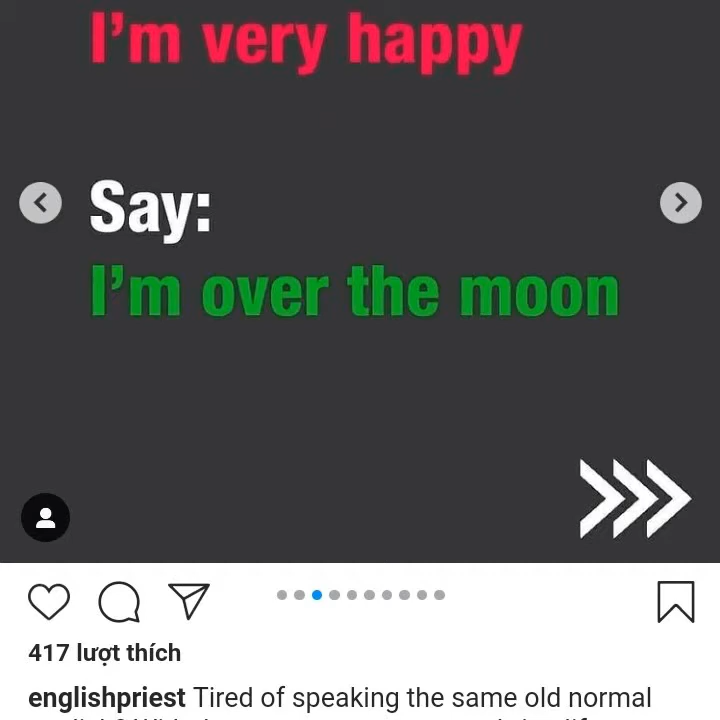 I'm very happy
Say:
I'm over the moon
417 lượt thích
englishpriest Tired of speaking the same old normal